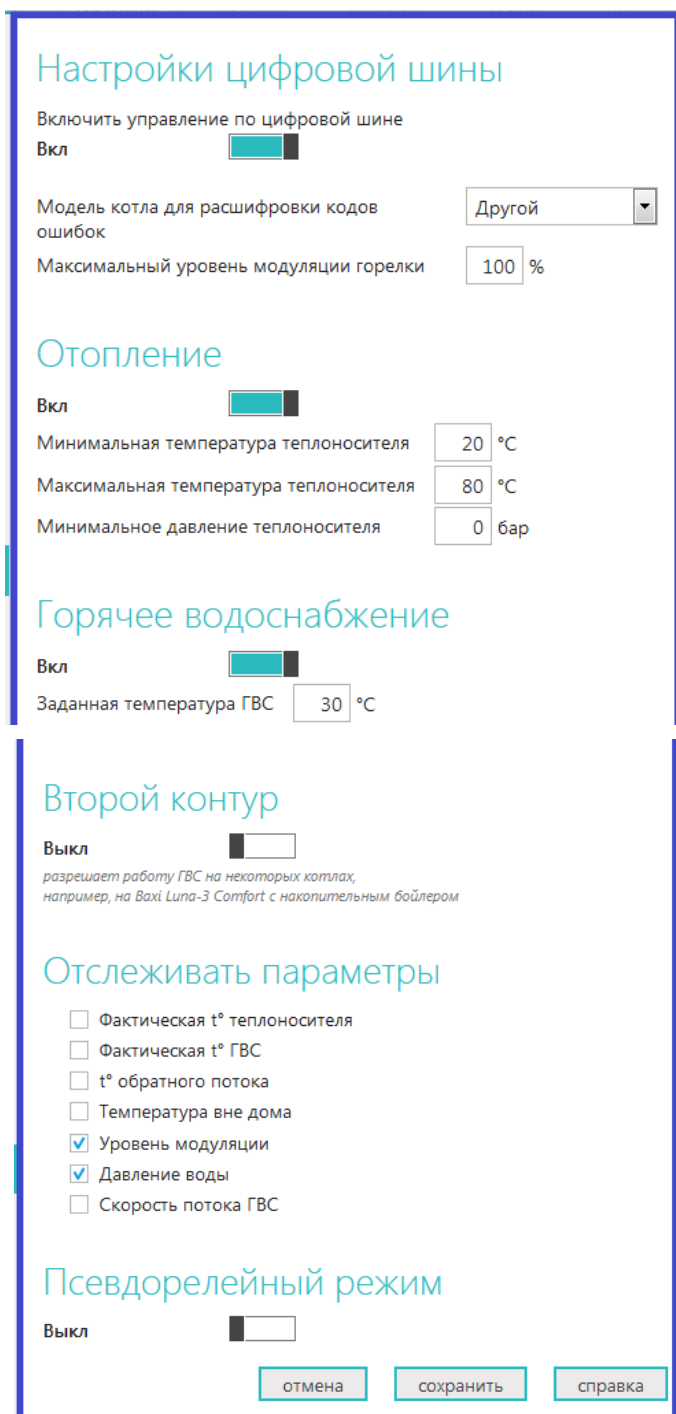 Настройки цифровой шины
Включить управление по цифровой шине
Вкл
Модель котла для расшифровки кодов Другой
ошибок
Максимальный уровень модуляции горелки 100 %
Отопление
Вкл
Минимальная температура теплоносителя 20 °C
Максимальная температура теплоносителя 80 °C
Минимальное давление теплоносителя 0 бар
Горячее водоснабжение
Вкл
Заданная температура ГВС 30 °C
Второй контур
Выкл
разрешает работу ГВС на некоторых котлах,
например, на Baxi Luna-3 Comfort с накопительным бойлером
Отслеживать параметры
Фактическая t° теплоносителя
Фактическая t° ГВС
t° обратного потока
Температура вне дома
Уровень модуляции
Давление воды
Скорость потока ГВС
Псевдорелейный режим
Выкл
отмена сохранить справка